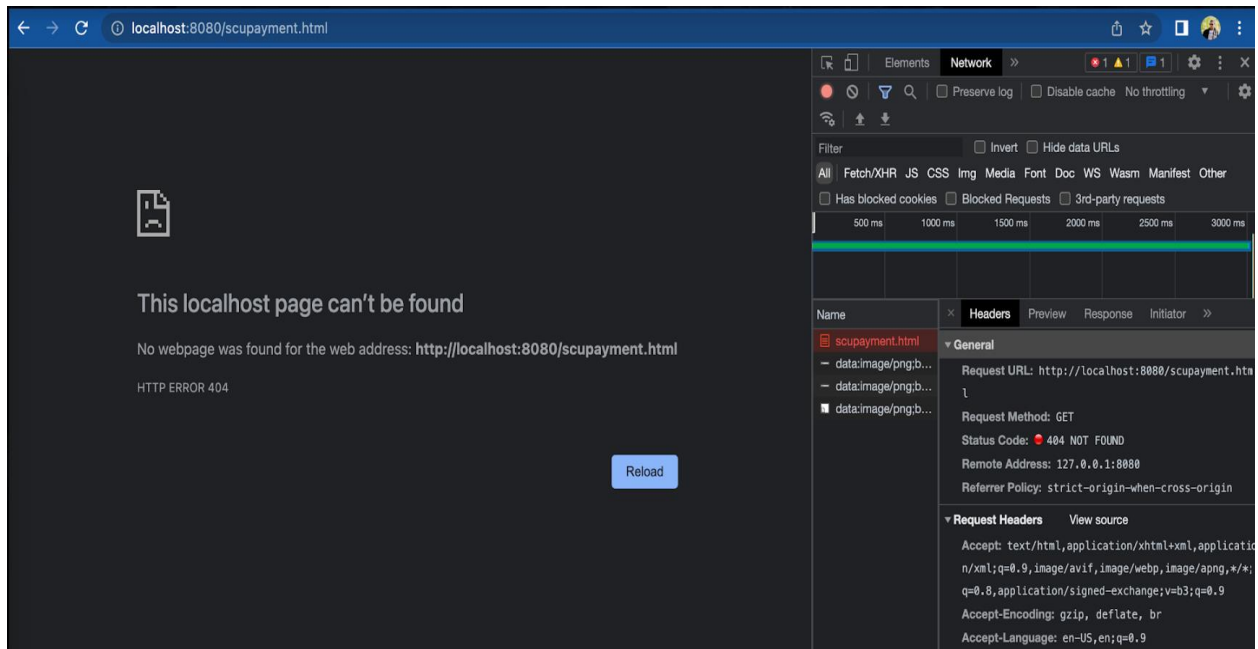 localhost:8080/scupayment.html
Elements Network » 1 1 1
Preserve log Disable cache No throttling
Filter Invert Hide data URLs
All Fetch/XHR JS CSS Img Media Font Doc WS Wasm Manifest Other
Has blocked cookies Blocked Requests 3rd-party requests
500 ms 1000 ms 1500 ms 2000 ms 2500 ms 3000 ms
This localhost page can't be found
No webpage was found for the web address: http://localhost:8080/scupayment.html
HTTP ERROR 404
Reload
Name
scupayment.html
data:image/png;b...
data:image/png;b...
data:image/png;b...
× Headers Preview Response Initiator »
General
Request URL: http://localhost:8080/scupayment.htm
l
Request Method: GET
Status Code: 404 NOT FOUND
Remote Address: 127.0.0.1:8080
Referrer Policy: strict-origin-when-cross-origin
Request Headers View source
Accept: text/html,application/xhtml+xml,applicatio
n/xml;q=0.9,image/avif,image/webp,image/apng,*/*;
q=0.8,application/signed-exchange;v=b3;q=0.9
Accept-Encoding: gzip, deflate, br
Accept-Language: en-US,en;q=0.9